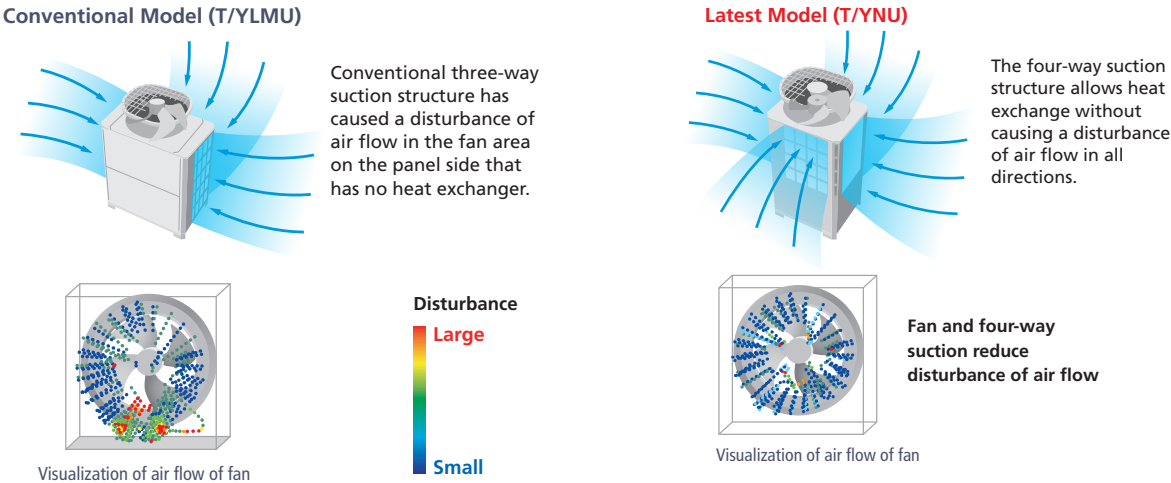 Conventional Model (T/YLMU)
Conventional three-way
suction structure has
caused a disturbance of
air flow in the fan area
on the panel side that
has no heat exchanger.
Visualization of air flow of fan
Disturbance
Large
Small
Latest Model (T/YNU)
The four-way suction
structure allows heat
exchange without
causing a disturbance
of air flow in all
directions.
Visualization of air flow of fan
Fan and four-way
suction reduce
disturbance of air flow